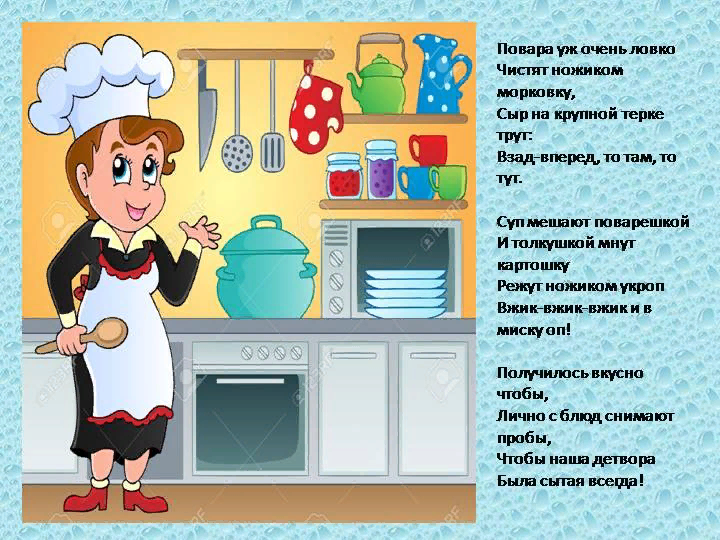 Повара уж очень ловко
Чистят ножиком
морковку,
Сыр на крупной терке
трут:
Взад-вперед, то там, то
тут.
Суп мешают поварешкой
И толкушкой мнут
картошку
Режут ножиком укроп
Вжик-вжик-вжик и в
миску оп!
Получилось вкусно
чтобы,
Лично с блюд снимают
пробы,
Чтобы наша детвора
Была сытая всегда!